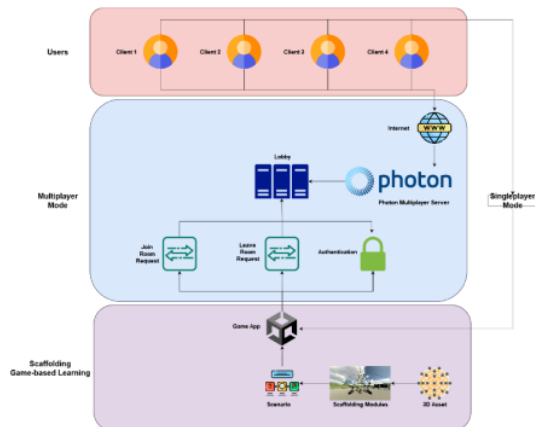 Users
Client 1
Client 2
Client 3
Client 4
Internet
WWW
Lobby
photon
Photon Multiplayer Server
Multiplayer
Mode
Singleplayer
Mode
Join
Room
Request
Leave
Room
Request
Authentication
Game App
Scaffolding
Game-based Learning
Scenario
Scaffolding Modules
3D Asset